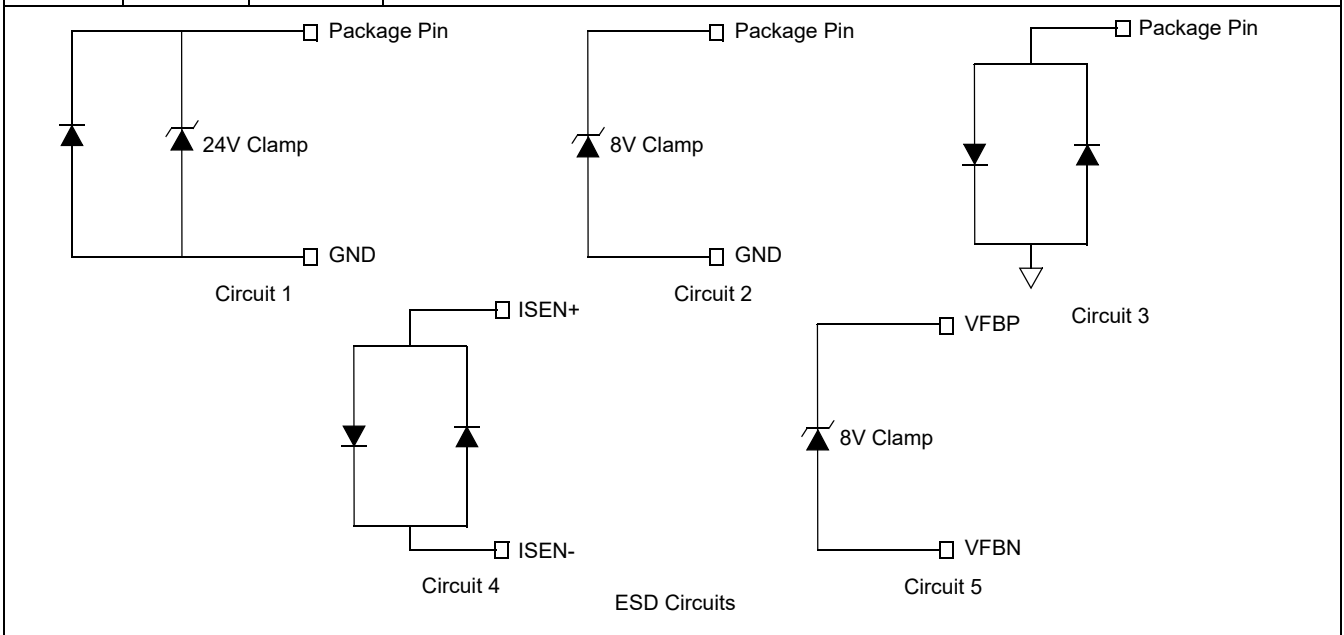 Package Pin
24V Clamp
GND
Circuit 1
Package Pin
8V Clamp
GND
Circuit 2
Package Pin
Circuit 3
ISEN+
ISEN-
Circuit 4
VFBP
8V Clamp
VFBN
Circuit 5
ESD Circuits